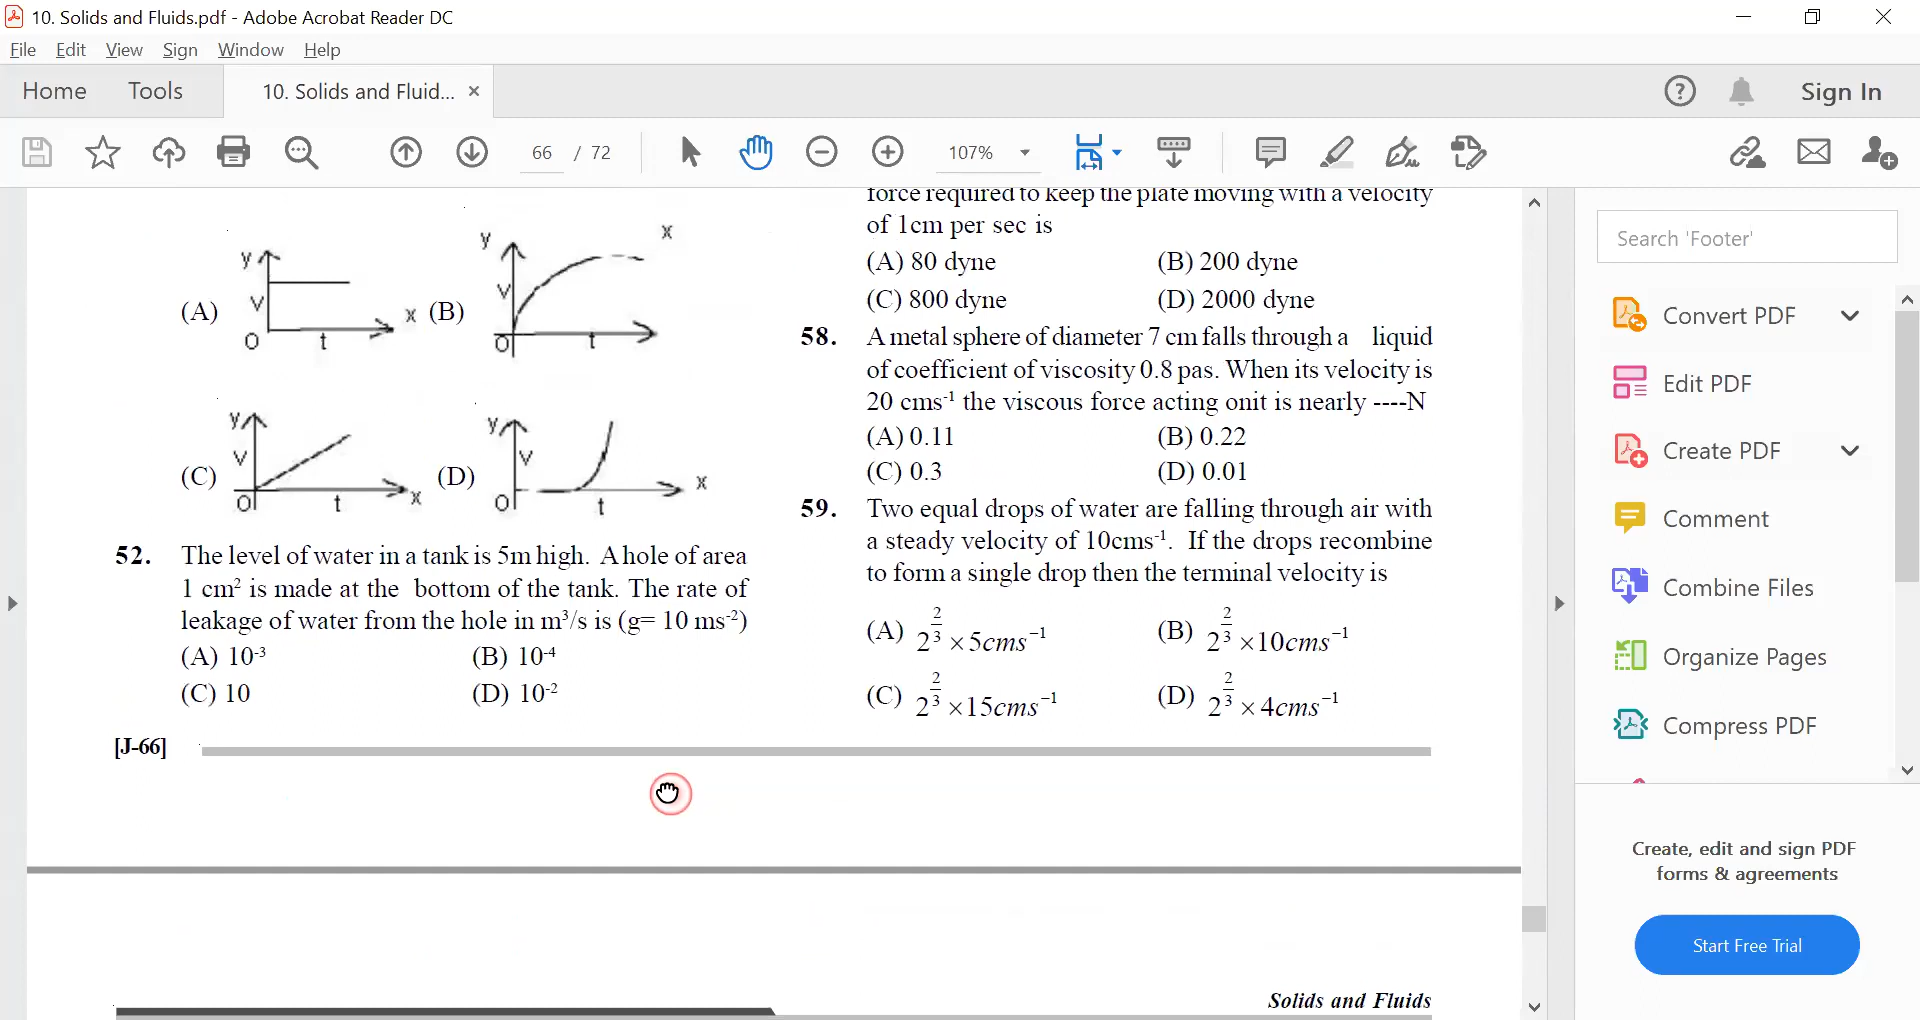 10. Solids and Fluids.pdf - Adobe Acrobat Reader DC
File Edit View Sign Window Help
Home Tools 10. Solids and Fluid... ×
Sign In
66 / 72
107%
y
V
O
t
x
(A)
y
x
V
O
t
(B)
y
V
O
t
x
(C)
y
V
O
t
x
(D)
52. The level of water in a tank is 5m high. A hole of area
1 cm² is made at the bottom of the tank. The rate of
leakage of water from the hole in m³/s is (g= 10 ms⁻²)
(A) 10⁻³ (B) 10⁻⁴
(C) 10 (D) 10⁻²
[J-66]
force required to keep the plate moving with a velocity
of 1cm per sec is
(A) 80 dyne (B) 200 dyne
(C) 800 dyne (D) 2000 dyne
58. A metal sphere of diameter 7 cm falls through a liquid
of coefficient of viscosity 0.8 pas. When its velocity is
20 cms⁻¹ the viscous force acting onit is nearly ----N
(A) 0.11 (B) 0.22
(C) 0.3 (D) 0.01
59. Two equal drops of water are falling through air with
a steady velocity of 10cms⁻¹. If the drops recombine
to form a single drop then the terminal velocity is
(A) 2^(2/3) × 5cms⁻¹ (B) 2^(2/3) ×10cms⁻¹
(C) 2^(2/3) ×15cms⁻¹ (D) 2^(2/3) × 4cms⁻¹
Solids and Fluids
Search 'Footer'
Convert PDF
Edit PDF
Create PDF
Comment
Combine Files
Organize Pages
Compress PDF
Create, edit and sign PDF
forms & agreements
Start Free Trial